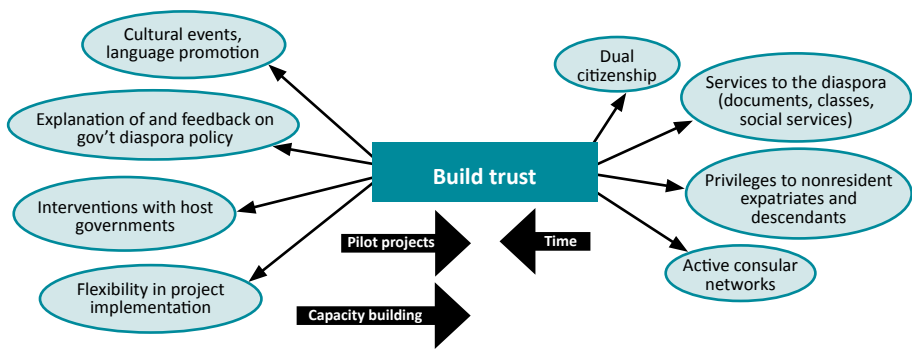 Cultural events,
language promotion
Explanation of and feedback on
gov’t diaspora policy
Interventions with host
governments
Flexibility in project
implementation
Build trust
Pilot projects
Time
Capacity building
Dual
citizenship
Services to the diaspora
(documents, classes,
social services)
Privileges to nonresident
expatriates and
descendants
Active consular
networks